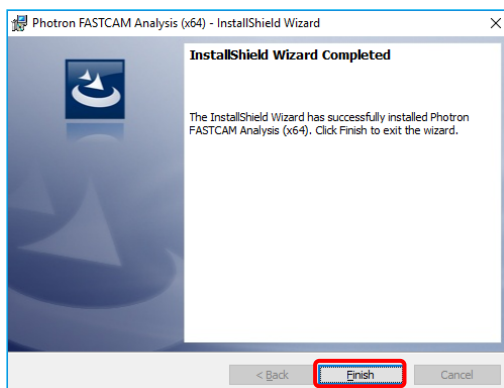 Photron FASTCAM Analysis (x64) - InstallShield Wizard
InstallShield Wizard Completed
The InstallShield Wizard has successfully installed Photron
FASTCAM Analysis (x64). Click Finish to exit the wizard.
< Back
Finish
Cancel